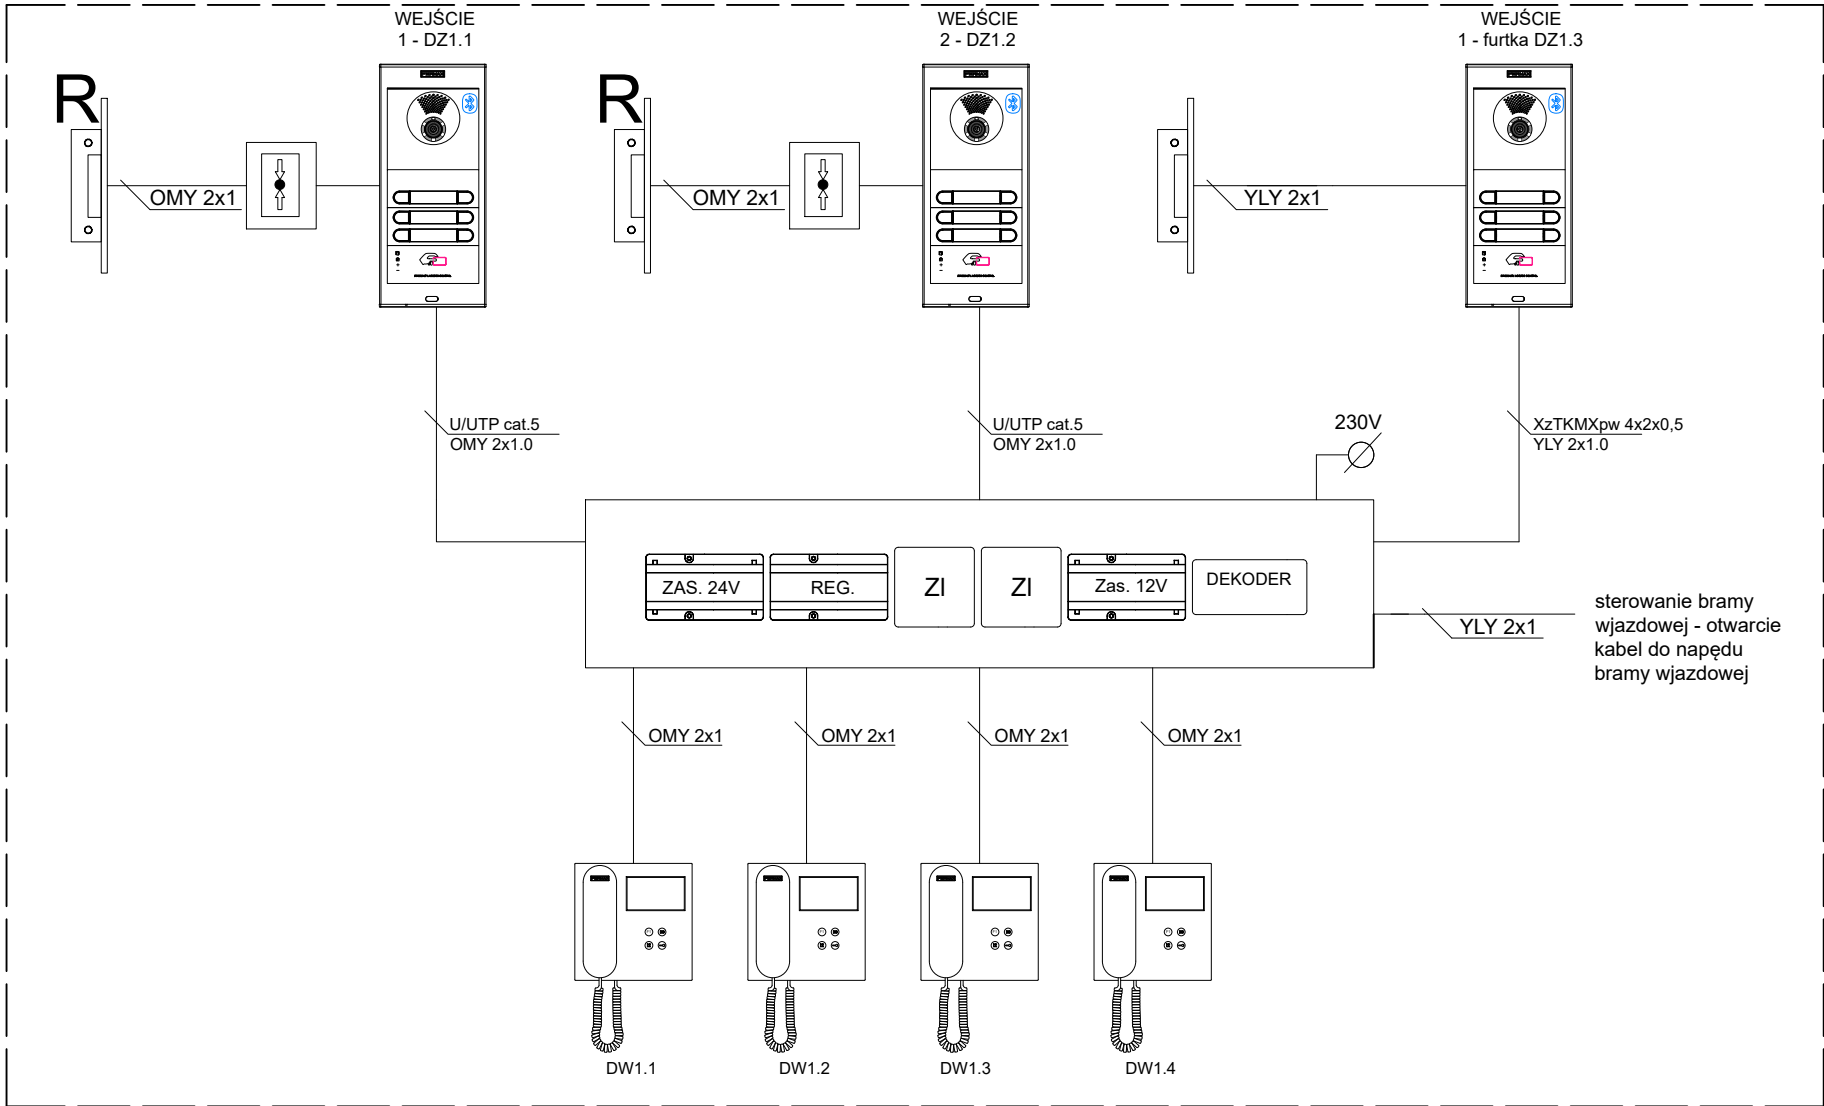 WEJŚCIE
1 - DZ1.1
WEJŚCIE
2 - DZ1.2
WEJŚCIE
1 - furtka DZ1.3
R
R
OMY 2x1
OMY 2x1
YLY 2x1
U/UTP cat.5
OMY 2x1.0
U/UTP cat.5
OMY 2x1.0
230V
XzTKMXpw 4x2x0,5
YLY 2x1.0
ZAS. 24V
REG.
ZI
ZI
Zas. 12V
DEKODER
YLY 2x1
sterowanie bramy
wjazdowej - otwarcie
kabel do napędu
bramy wjazdowej
OMY 2x1
OMY 2x1
OMY 2x1
OMY 2x1
DW1.1
DW1.2
DW1.3
DW1.4